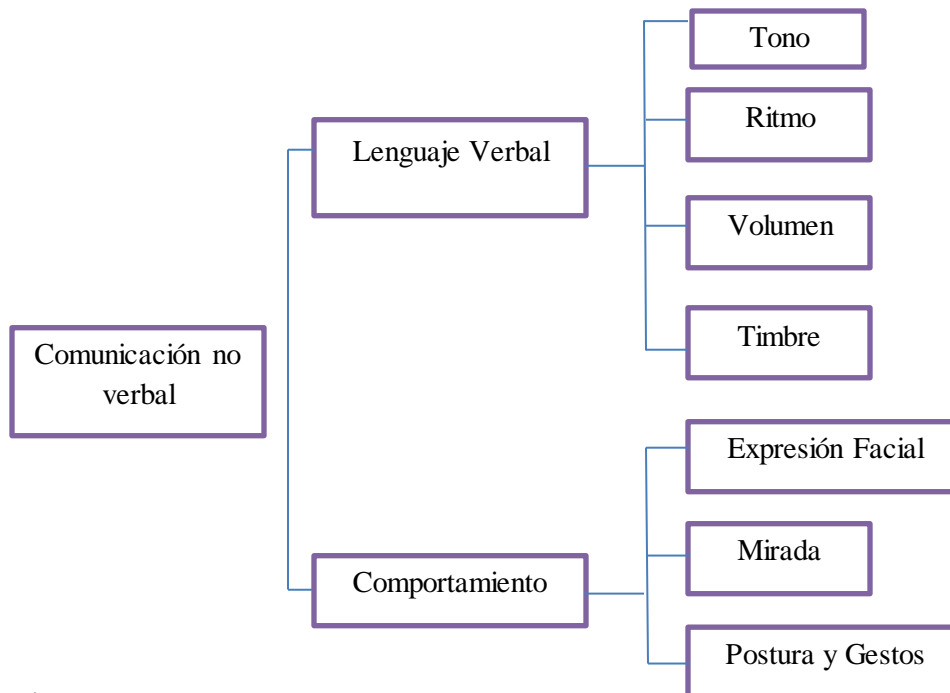 Tono
Ritmo
Lenguaje Verbal
Volumen
Timbre
Comunicación no
verbal
Expresión Facial
Mirada
Comportamiento
Postura y Gestos